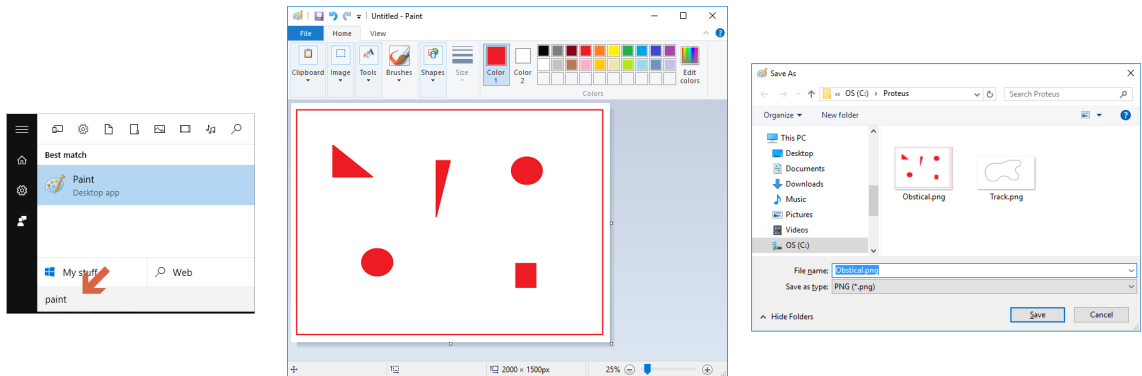 Best match
Paint
Desktop app
My stuff
Web
paint
Untitled - Paint
File Home View
Clipboard Image Tools Brushes Shapes Size Color 1 Color 2 Edit colors
Colors
2000 × 1500px 25%
Save As
« OS (C:) › Proteus Search Proteus
Organize New folder
This PC
Desktop
Documents
Downloads
Music
Pictures
Videos
OS (C:)
Obstical.png Track.png
File name: Obstical.png
Save as type: PNG (*.png)
Hide Folders Save Cancel